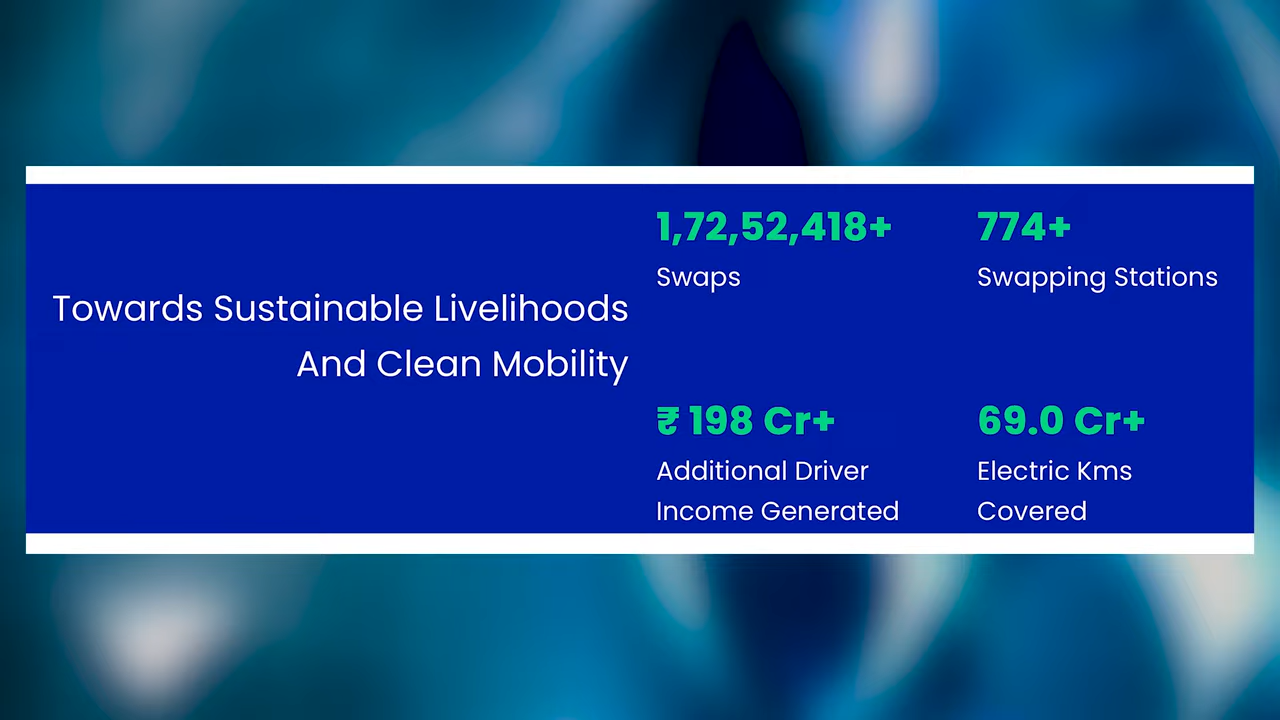 Towards Sustainable Livelihoods
And Clean Mobility
1,72,52,418+
Swaps
774+
Swapping Stations
₹ 198 Cr+
Additional Driver
Income Generated
69.0 Cr+
Electric Kms
Covered